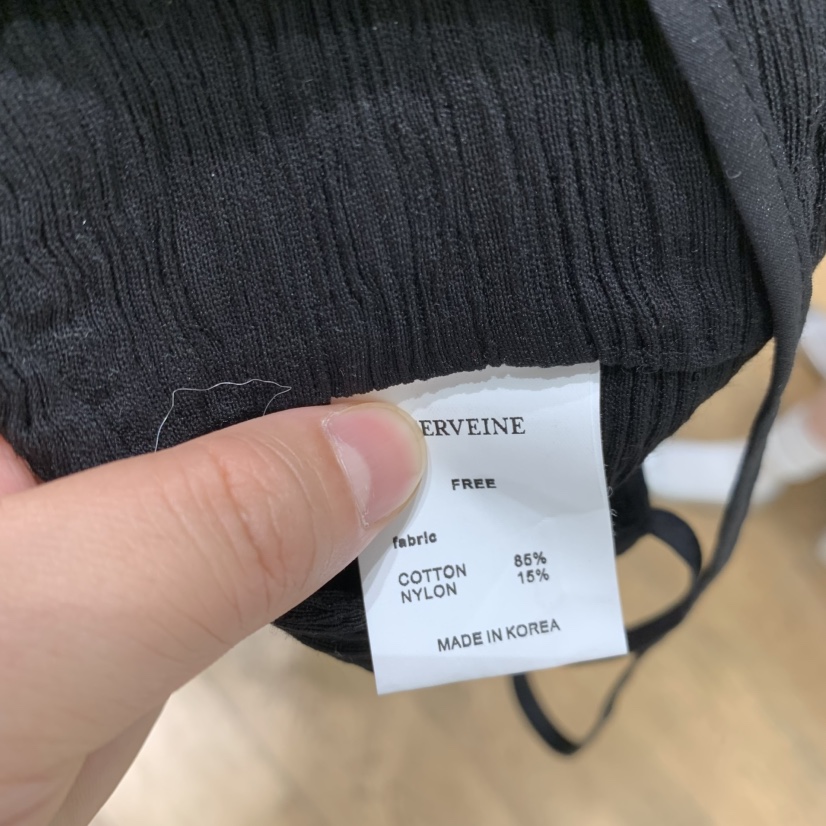 ERVEINE
FREE
fabric
COTTON 85%
NYLON 15%
MADE IN KOREA